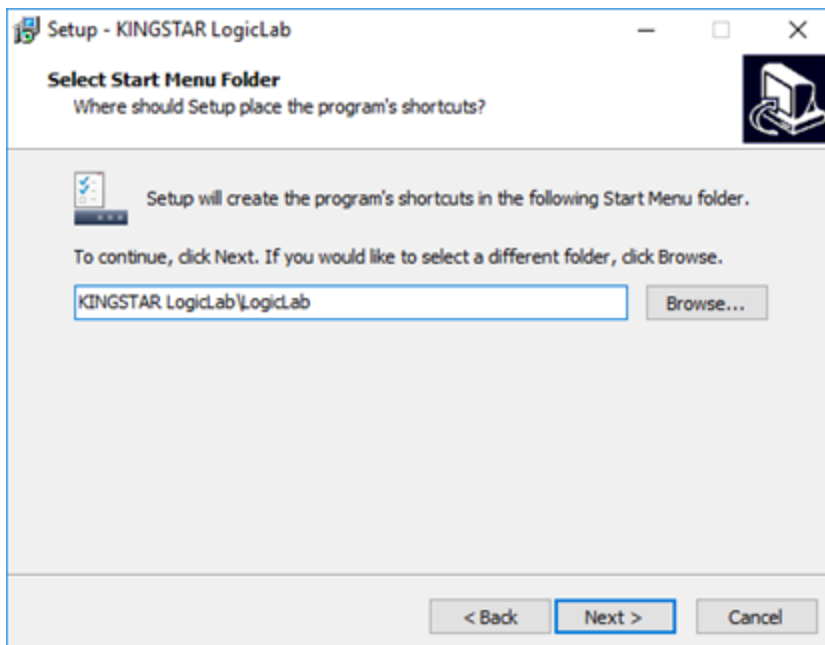 Setup - KINGSTAR LogicLab
Select Start Menu Folder
Where should Setup place the program's shortcuts?
Setup will create the program's shortcuts in the following Start Menu folder.
To continue, click Next. If you would like to select a different folder, click Browse.
KINGSTAR LogicLab\LogicLab
Browse...
< Back
Next >
Cancel